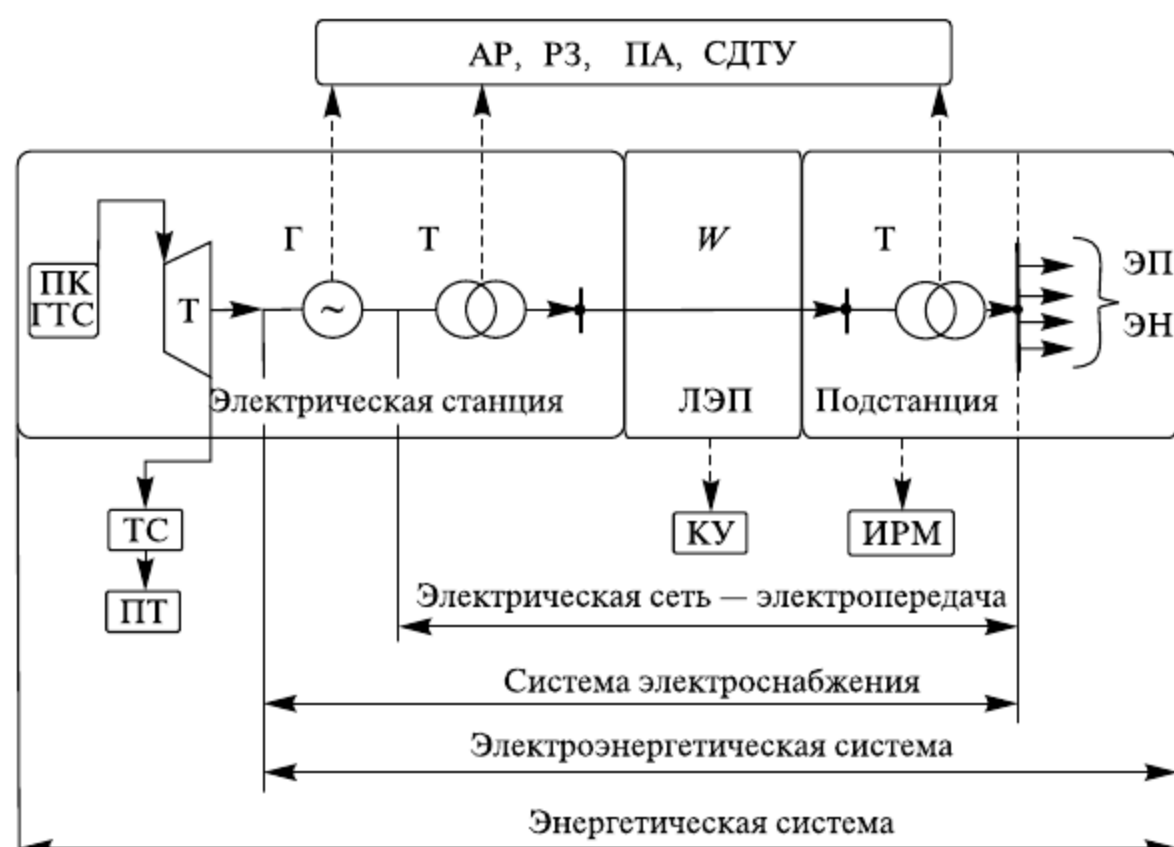 АР, РЗ, ПА, СДТУ
Г
Т
W
Т
ПК
ГТС
Т
~
ЭП
ЭН
Электрическая станция
ЛЭП
Подстанция
ТС
КУ
ИРМ
ПТ
Электрическая сеть — электропередача
Система электроснабжения
Электроэнергетическая система
Энергетическая система